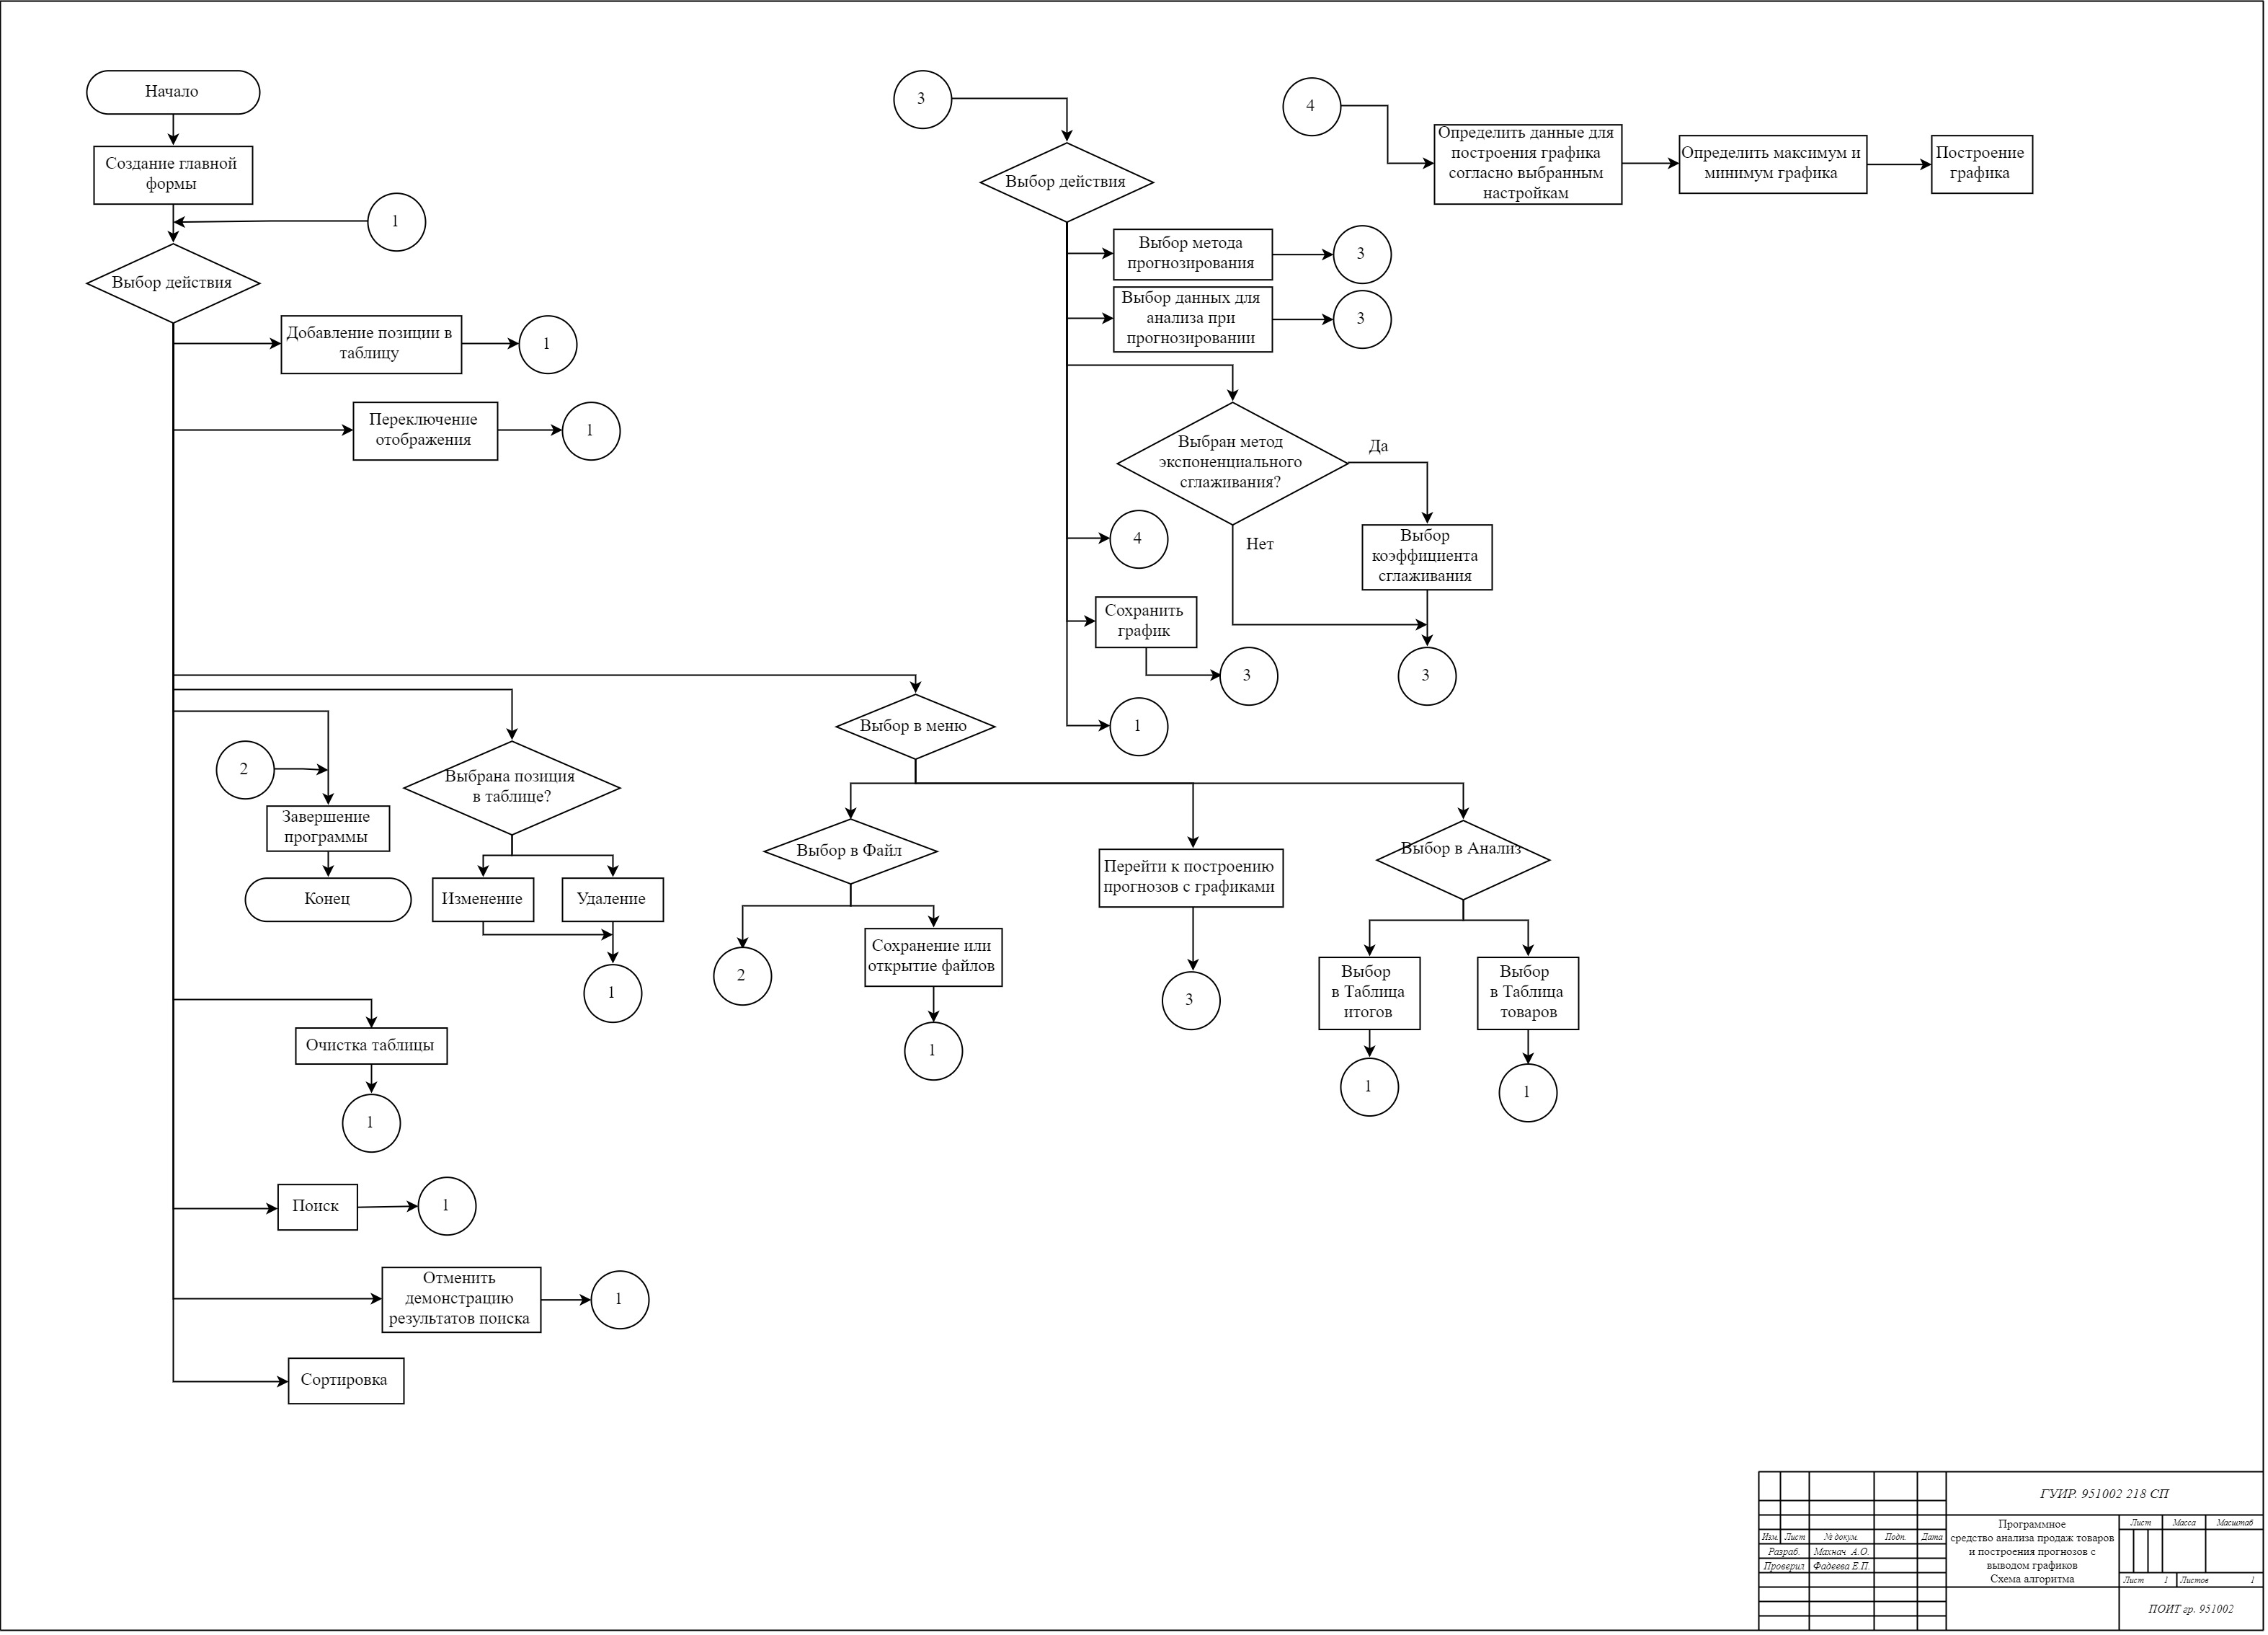 Начало
Создание главной
формы
1
Выбор действия
Добавление позиции в
таблицу
1
Переключение
отображения
1
2
Завершение
программы
Конец
Выбрана позиция
в таблице?
Изменение
Удаление
1
Очистка таблицы
1
Поиск
1
Отменить
демонстрацию
результатов поиска
1
Сортировка
Выбор в меню
Выбор в Файл
2
Сохранение или
открытие файлов
1
Перейти к построению
прогнозов с графиками
3
Выбор в Анализ
Выбор
в Таблица
итогов
1
Выбор
в Таблица
товаров
1
3
Выбор действия
Выбор метода
прогнозирования
3
Выбор данных для
анализа при
прогнозировании
3
Выбран метод
экспоненциального
сглаживания?
Да
Нет
Выбор
коэффициента
сглаживания
3
4
Сохранить
график
3
1
4
Определить данные для
построения графика
согласно выбранным
настройкам
Определить максимум и
минимум графика
Построение
графика
ГУИР. 951002 218 СП
Изм. Лист № докум. Подп. Дата
Разраб. Махнач А.О.
Проверил Фадеева Е.П.
Программное
средство анализа продаж товаров
и построения прогнозов с
выводом графиков
Схема алгоритма
Лист Масса Масштаб
Лист 1 Листов 1
ПОИТ гр. 951002